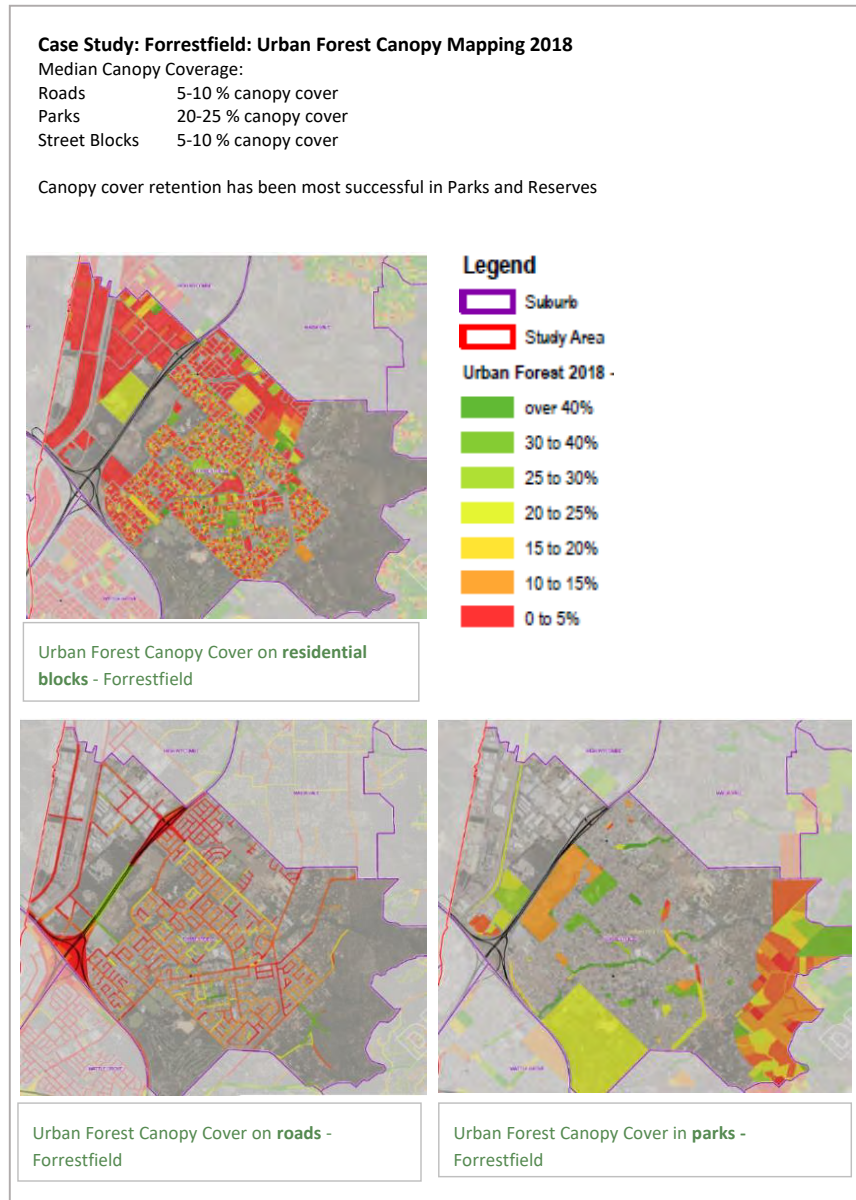 Case Study: Forrestfield: Urban Forest Canopy Mapping 2018
Median Canopy Coverage:
Roads 5-10 % canopy cover
Parks 20-25 % canopy cover
Street Blocks 5-10 % canopy cover
Canopy cover retention has been most successful in Parks and Reserves
Legend
Suburb
Study Area
Urban Forest 2018 -
over 40%
30 to 40%
25 to 30%
20 to 25%
15 to 20%
10 to 15%
0 to 5%
Urban Forest Canopy Cover on residential
blocks - Forrestfield
WATTLE GROVE
Urban Forest Canopy Cover on roads -
Forrestfield
Urban Forest Canopy Cover in parks -
Forrestfield